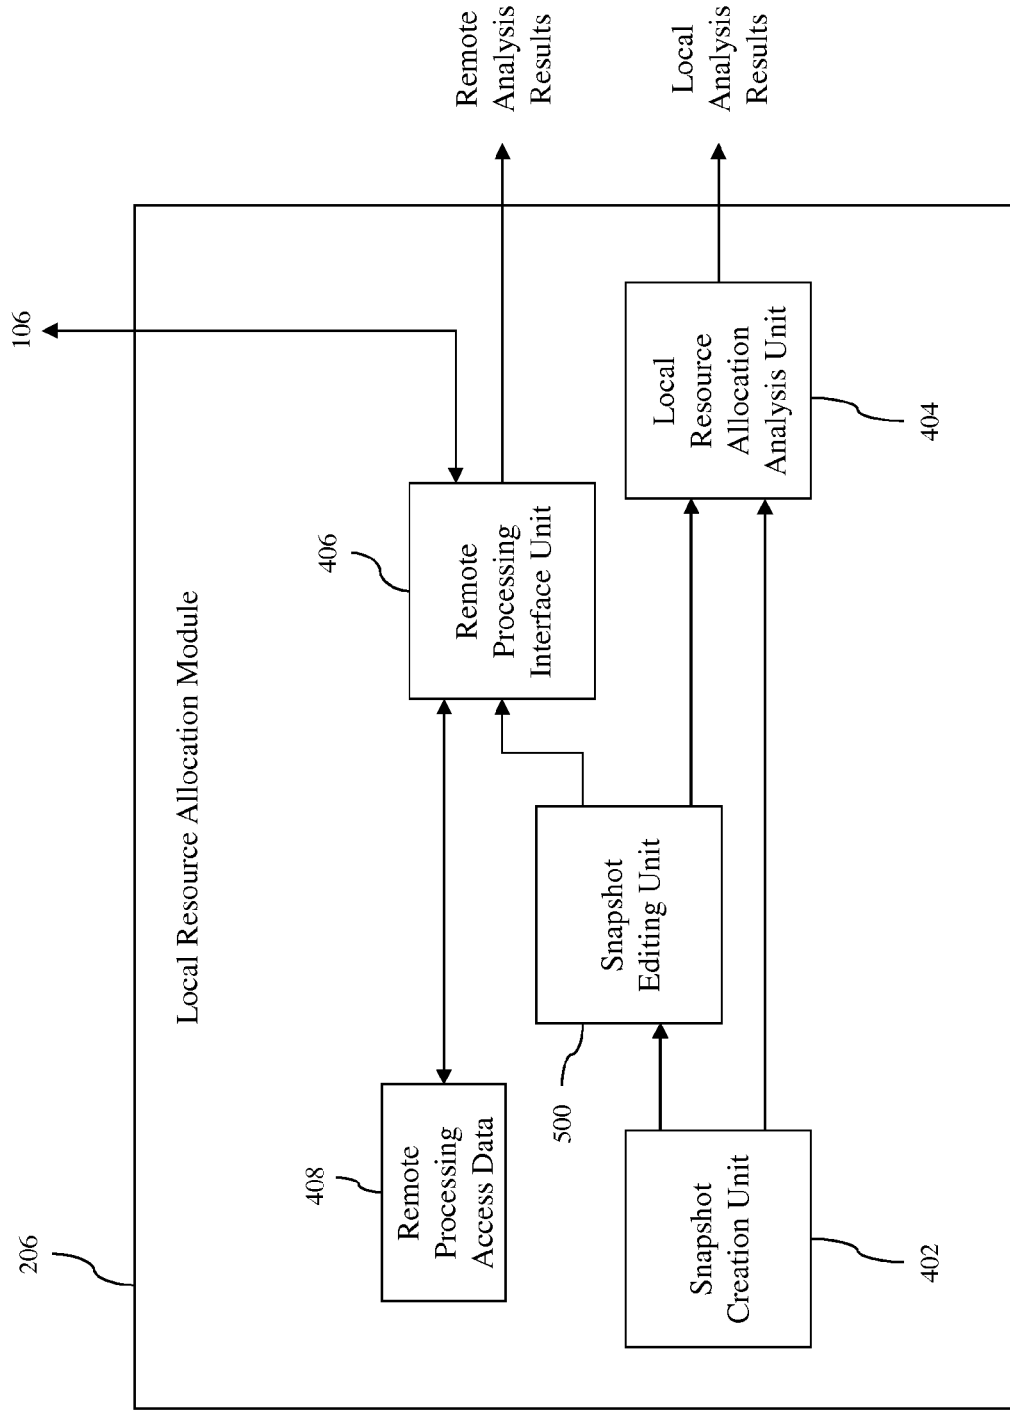 206
Local Resource Allocation Module
106
408
Remote
Processing
Access Data
406
Remote
Processing
Interface Unit
Remote
Analysis
Results
500
Snapshot
Editing Unit
402
Snapshot
Creation Unit
Local
Resource
Allocation
Analysis Unit
404
Local
Analysis
Results